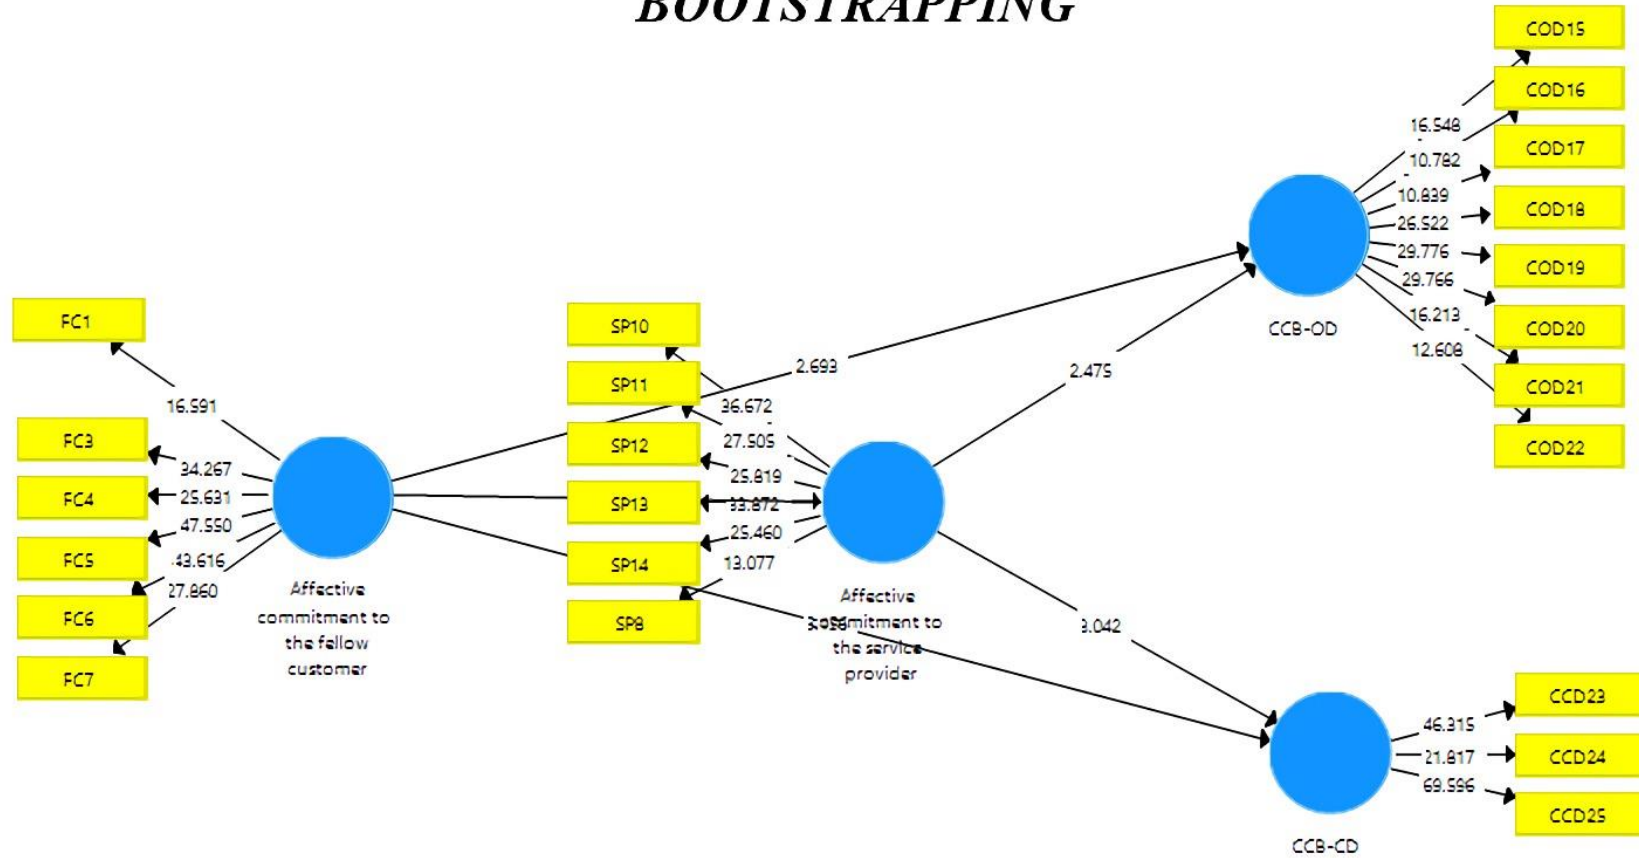 BOOTSTRAPPING
COD15
COD16
COD17
COD18
COD19
COD20
COD21
COD22
16.548
10.782
10.839
26.522
29.776
29.766
16.213
12.608
CCB-OD
FC1
FC3
FC4
FC5
FC6
FC7
16.591
34.267
25.631
47.550
43.616
27.860
Affective
commitment to
the fellow
customer
SP10
SP11
SP12
SP13
SP14
SP8
36.672
27.505
25.819
33.872
25.460
13.077
Affective
commitment to
the service
provider
2.693
2.475
3.042
CCD23
CCD24
CCD25
46.315
21.817
69.596
CCB-CD